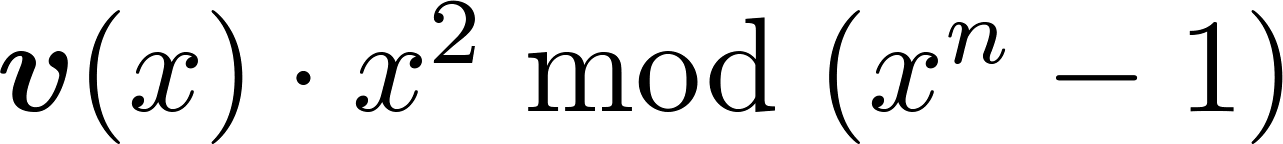 𝒗(x) · x² mod (xⁿ − 1)